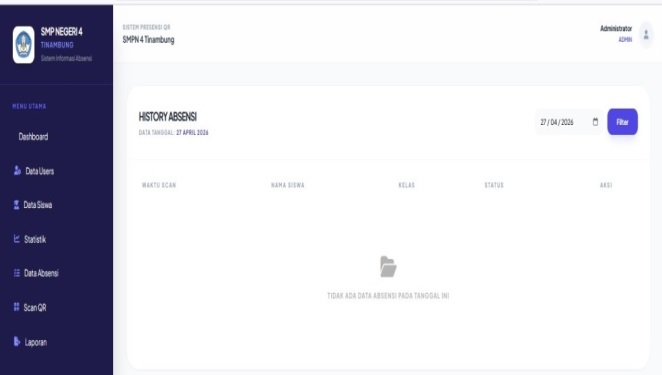 SMP NEGERI 4
TINAMBUNG
Sistem Informasi Absensi
MENU UTAMA
Dashboard
Data Users
Data Siswa
Statistik
Data Absensi
Scan QR
Laporan
SISTEM PRESENSI QR
SMPN 4 Tinambung
Administrator
ADMIN
HISTORY ABSENSI
DATA TANGGAL: 27 APRIL 2026
27/04/2026
Filter
WAKTU SCAN NAMA SISWA KELAS STATUS AKSI
TIDAK ADA DATA ABSENSI PADA TANGGAL INI